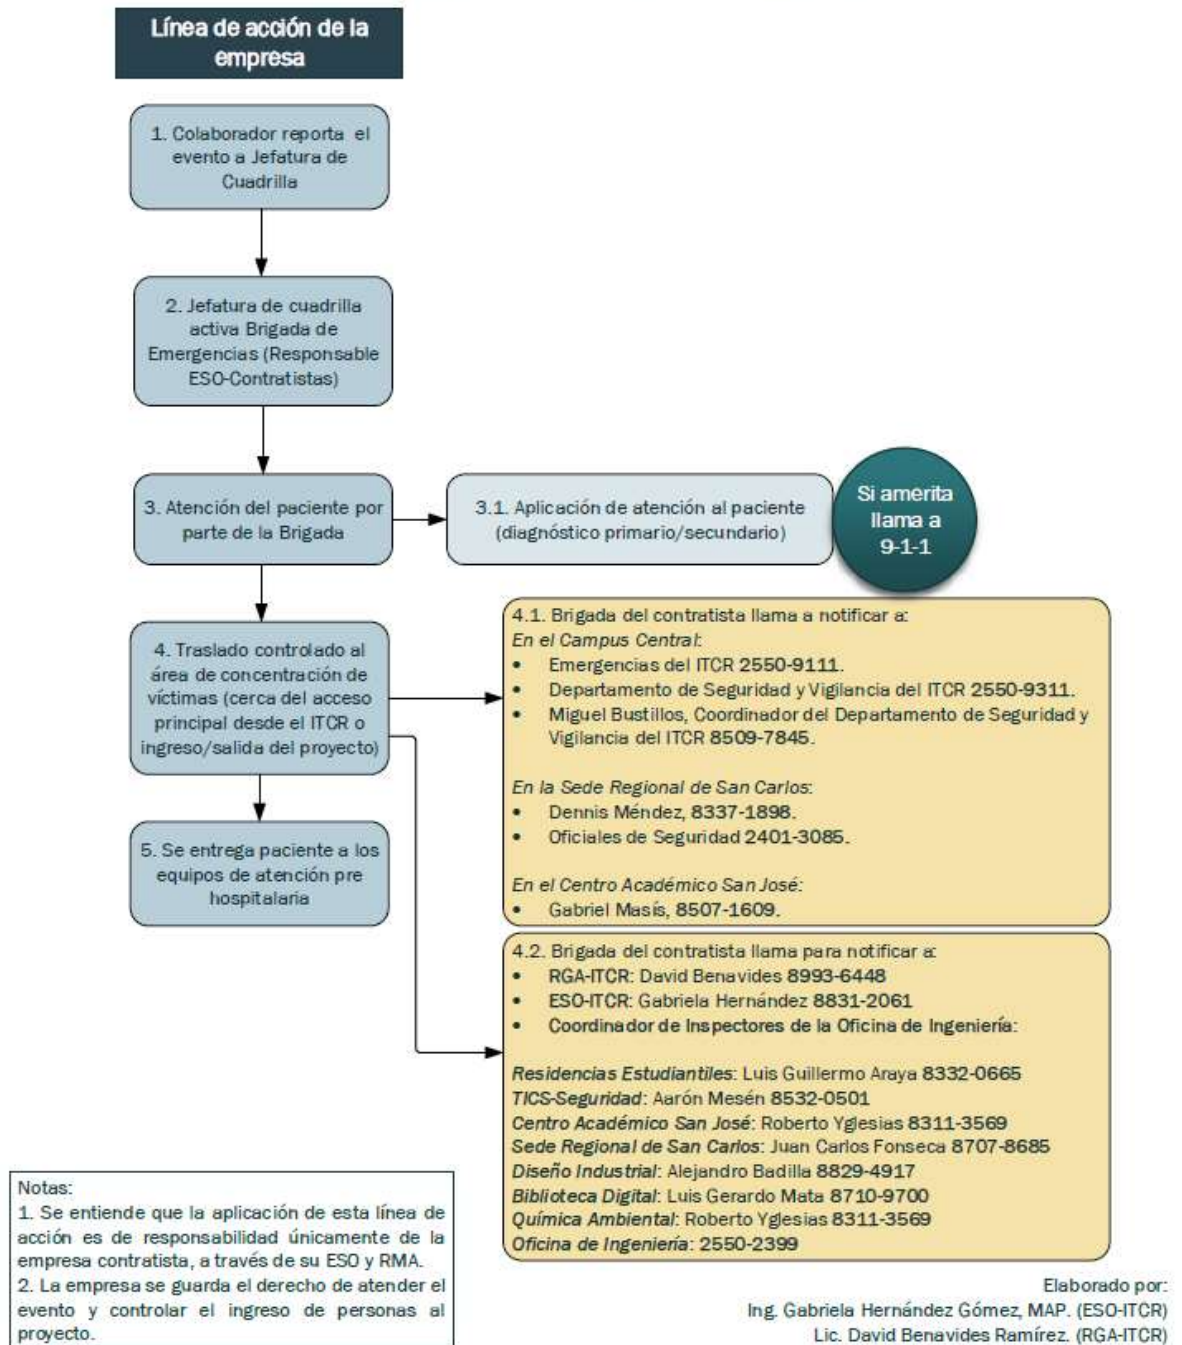 Línea de acción de la
empresa
1. Colaborador reporta el
evento a Jefatura de
Cuadrilla
2. Jefatura de cuadrilla
activa Brigada de
Emergencias (Responsable
ESO-Contratistas)
3. Atención del paciente por
parte de la Brigada
3.1. Aplicación de atención al paciente
(diagnóstico primario/secundario)
Si amerita
llama a
9-1-1
4. Traslado controlado al
área de concentración de
víctimas (cerca del acceso
principal desde el ITCR o
ingreso/salida del proyecto)
4.1. Brigada del contratista llama a notificar a:
En el Campus Central:
• Emergencias del ITCR 2550-9111.
• Departamento de Seguridad y Vigilancia del ITCR 2550-9311.
• Miguel Bustillos, Coordinador del Departamento de Seguridad y
Vigilancia del ITCR 8509-7845.
En la Sede Regional de San Carlos:
• Dennis Méndez, 8337-1898.
• Oficiales de Seguridad 2401-3085.
En el Centro Académico San José:
• Gabriel Masís, 8507-1609.
5. Se entrega paciente a los
equipos de atención pre
hospitalaria
4.2. Brigada del contratista llama para notificar a:
• RGA-ITCR: David Benavides 8993-6448
• ESO-ITCR: Gabriela Hernández 8831-2061
• Coordinador de Inspectores de la Oficina de Ingeniería:
Residencias Estudiantiles: Luis Guillermo Araya 8332-0665
TICS-Seguridad: Aarón Mesén 8532-0501
Centro Académico San José: Roberto Yglesias 8311-3569
Sede Regional de San Carlos: Juan Carlos Fonseca 8707-8685
Diseño Industrial: Alejandro Badilla 8829-4917
Biblioteca Digital: Luis Gerardo Mata 8710-9700
Química Ambiental: Roberto Yglesias 8311-3569
Oficina de Ingeniería: 2550-2399
Notas:
1. Se entiende que la aplicación de esta línea de
acción es de responsabilidad únicamente de la
empresa contratista, a través de su ESO y RMA.
2. La empresa se guarda el derecho de atender el
evento y controlar el ingreso de personas al
proyecto.
Elaborado por:
Ing. Gabriela Hernández Gómez, MAP. (ESO-ITCR)
Lic. David Benavides Ramírez. (RGA-ITCR)